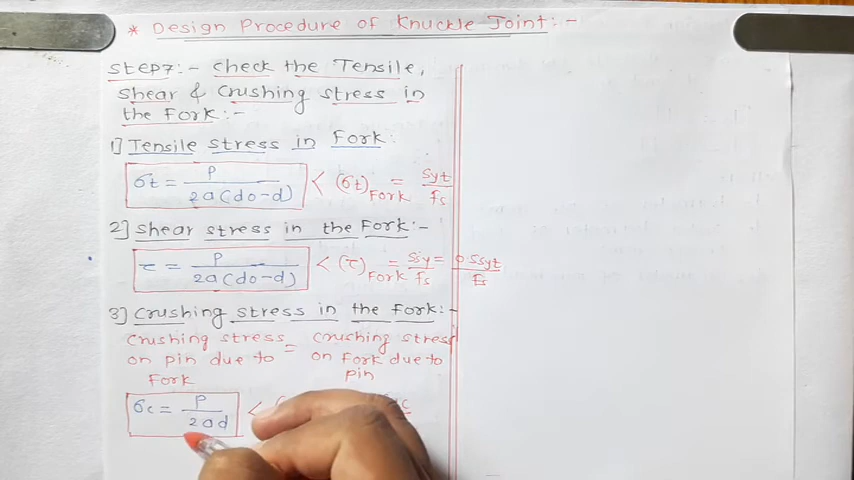 * Design Procedure of Knuckle Joint:-
Step7:- check the Tensile,
shear & crushing stress in
the Fork:-
1] Tensile stress in Fork:
σt = P / 2a(do-d) < (σt)Fork = Syt / fs
2] Shear stress in the Fork:-
τ = P / 2a(do-d) < (τ)Fork = Ssy / fs = 0.5Syt / fs
3] Crushing stress in the Fork:-
crushing stress = crushing stress
on pin due to on Fork due to
Fork pin
σc = P / 2ad <